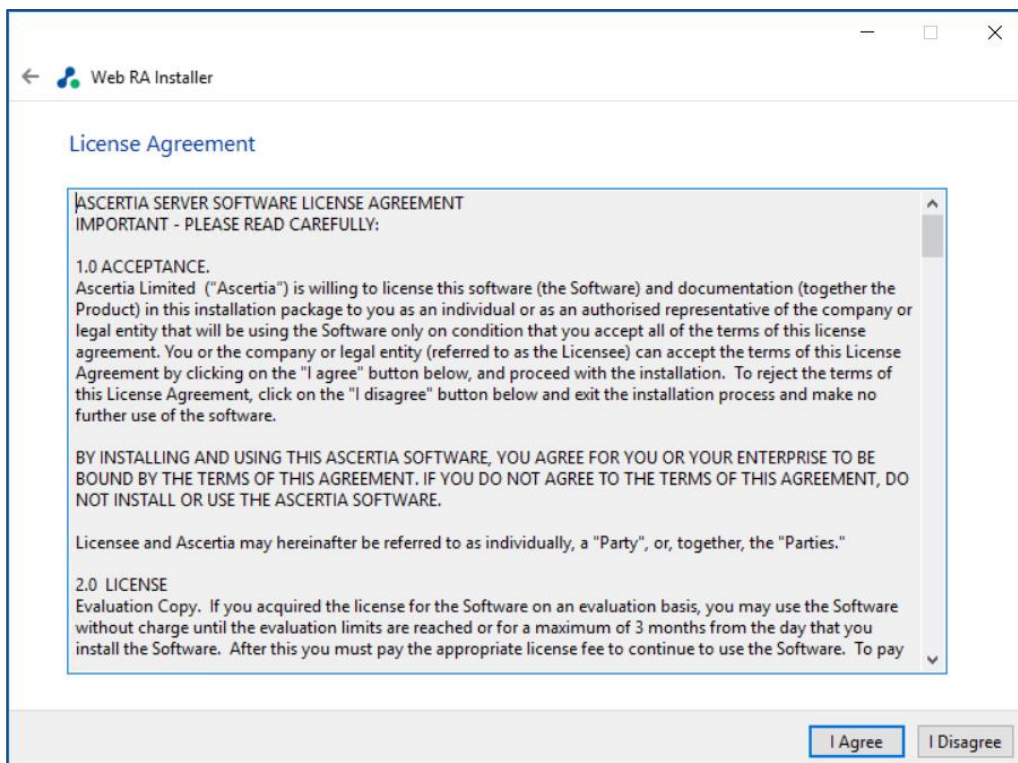 Web RA Installer
License Agreement
ASCERTIA SERVER SOFTWARE LICENSE AGREEMENT
IMPORTANT - PLEASE READ CAREFULLY:
1.0 ACCEPTANCE.
Ascertia Limited  ("Ascertia") is willing to license this software (the Software) and documentation (together the
Product) in this installation package to you as an individual or as an authorised representative of the company or
legal entity that will be using the Software only on condition that you accept all of the terms of this license
agreement. You or the company or legal entity (referred to as the Licensee) can accept the terms of this License
Agreement by clicking on the "I agree" button below, and proceed with the installation.  To reject the terms of
this License Agreement, click on the "I disagree" button below and exit the installation process and make no
further use of the software.
BY INSTALLING AND USING THIS ASCERTIA SOFTWARE, YOU AGREE FOR YOU OR YOUR ENTERPRISE TO BE
BOUND BY THE TERMS OF THIS AGREEMENT. IF YOU DO NOT AGREE TO THE TERMS OF THIS AGREEMENT, DO
NOT INSTALL OR USE THE ASCERTIA SOFTWARE.
Licensee and Ascertia may hereinafter be referred to as individually, a "Party", or, together, the "Parties."
2.0  LICENSE
Evaluation Copy.  If you acquired the license for the Software on an evaluation basis, you may use the Software
without charge until the evaluation limits are reached or for a maximum of 3 months from the day that you
install the Software.  After this you must pay the appropriate license fee to continue to use the Software.  To pay
I Agree
I Disagree